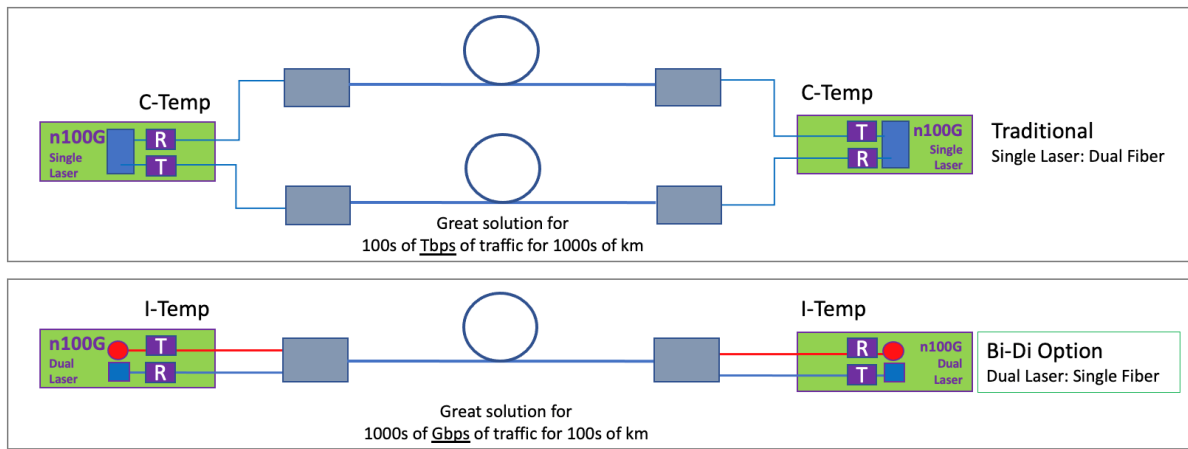 C-Temp
n100G
Single
Laser
R
T
C-Temp
T
R
n100G
Single
Laser
Traditional
Single Laser: Dual Fiber
Great solution for
100s of Tbps of traffic for 1000s of km
I-Temp
n100G
Dual
Laser
T
R
I-Temp
R
T
n100G
Dual
Laser
Bi-Di Option
Dual Laser: Single Fiber
Great solution for
1000s of Gbps of traffic for 100s of km